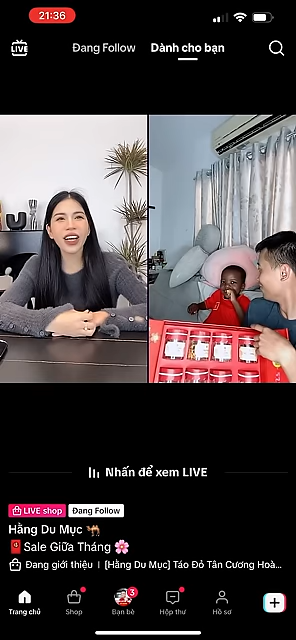 21:36
LIVE
Đang Follow
Dành cho bạn
Nhấn để xem LIVE
LIVE shop
Đang Follow
Hằng Du Mục 🐫
🧧Sale Giữa Tháng 🌸
Đang giới thiệu | [Hằng Du Mục] Táo Đỏ Tân Cương Hoà...
3
Trang chủ
Shop
Bạn bè
Hộp thư
Hồ sơ